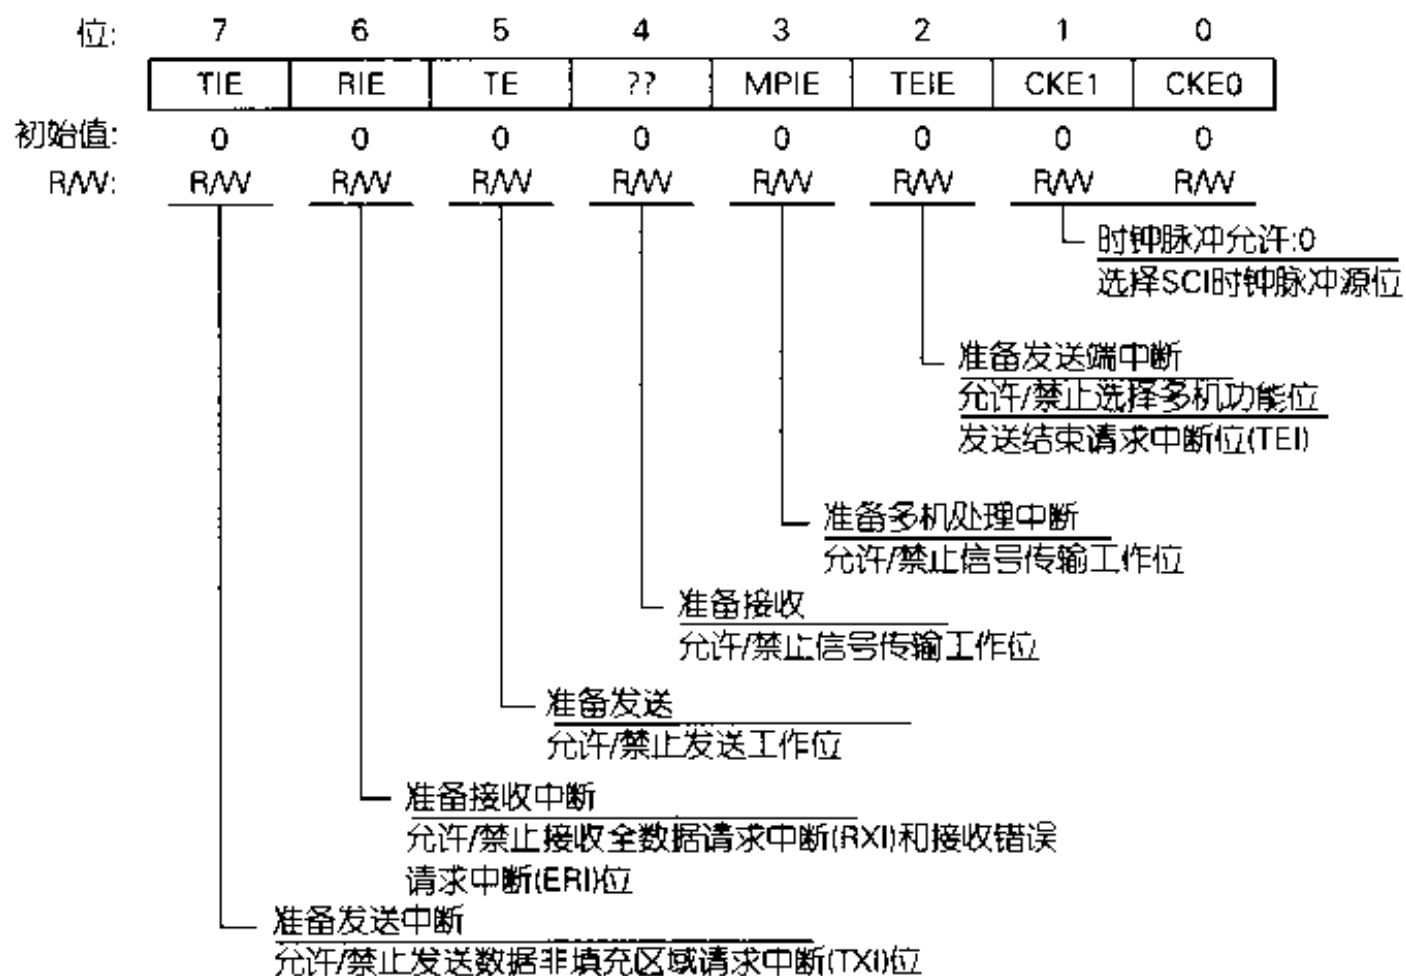 位: 7 6 5 4 3 2 1 0
TIE RIE TE ?? MPIE TEIE CKE1 CKE0
初始值: 0 0 0 0 0 0 0 0
R/W: R/W R/W R/W R/W R/W R/W R/W R/W
时钟脉冲允许:0
选择SCI时钟脉冲源位
准备发送端中断
允许/禁止选择多机功能位
发送结束请求中断位(TEI)
准备多机处理中断
允许/禁止信号传输工作位
准备接收
允许/禁止信号传输工作位
准备发送
允许/禁止发送工作位
准备接收中断
允许/禁止接收全数据请求中断(RXI)和接收错误
请求中断(ERI)位
准备发送中断
允许/禁止发送数据非填充区域请求中断(TXI)位